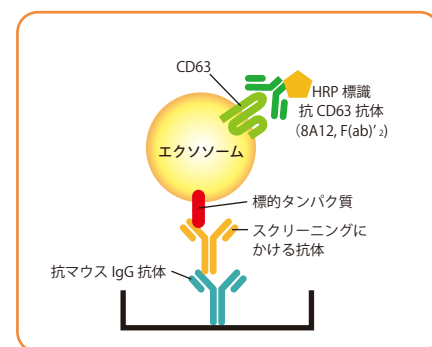 CD63
HRP 標識
抗 CD63 抗体
(8A12, F(ab)′₂)
エクソソーム
標的タンパク質
スクリーニングに
かける抗体
抗マウス IgG 抗体